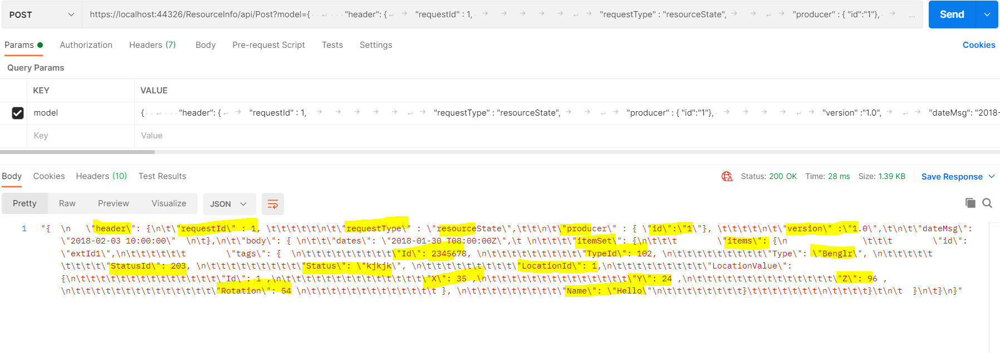 POST https://localhost:44326/ResourceInfo/api/Post?model={ "header": { "requestId" : 1, "requestType" : "resourceState", "producer" : { "id":"1"}, ... Send
Params Authorization Headers (7) Body Pre-request Script Tests Settings Cookies
Query Params
KEY VALUE
model { "header": { "requestId" : 1, "requestType" : "resourceState", "producer" : { "id":"1"}, "version" :"1.0", "dateMsg": "2018-
Key Value
Body Cookies Headers (10) Test Results Status: 200 OK Time: 28 ms Size: 1.39 KB Save Response
Pretty Raw Preview Visualize JSON
1 "{ \n \"header\": {\n\t\"requestId\" : 1, \t\t\t\t\t\n\t\"requestType\" : \"resourceState\",\t\t\n\t\"producer\" : { \"id\":\"1\"}, \t\t\t\t\n\t\"version\" :\"1.0\",\t\n\t\"dateMsg\":
\"2018-02-03 10:00:00\" \n\t},\n\t\"body\": { \n\t\t\"dates\": \"2018-01-30 T08:00:00Z\",\t \n\t\t\t\"itemSet\": {\n\t\t\t \"items\": {\n \t\t\t \"id\":
\"extId1\",\n\t\t\t\t\t\t \"tags\": { \n\t\t\t\t\t\t\t\"Id\": 2345678, \n\t\t\t\t\t\t\t\t\"TypeId\": 102, \n\t\t\t\t\t\t\t\t\t\"Type\": \"Benglr\", \n\t\t\t\t\t
\t\t\t\t\"StatusId\": 203, \n\t\t\t\t\t\t\t\t\"Status\": \"kjkjk\", \n\t\t\t\t\t\t\t\t\"LocationId\": 1,\n\t\t\t\t\t\t\t\t\"LocationValue\":
{\n\t\t\t\t\t\t\t\t\t\t\t\t\"Id\": 1 ,\n\t\t\t\t\t\t\t\t\t\t\t\"X\": 35 ,\n\t\t\t\t\t\t\t\t\t\t\t\"Y\": 24 ,\n\t\t\t\t\t\t\t\t\t\t\t\t\"Z\": 96 ,
\n\t\t\t\t\t\t\t\t\t\t\t\t\"Rotation\": 54 \n\t\t\t\t\t\t\t\t\t\t\t }, \n\t\t\t\t\t\t\t\t\"Name\": \"Hello\"\n\t\t\t\t\t\t\t\t}\t\t\t\t\t\t\n\t\t\t\t}\t\n\t }\n\t}\n}"